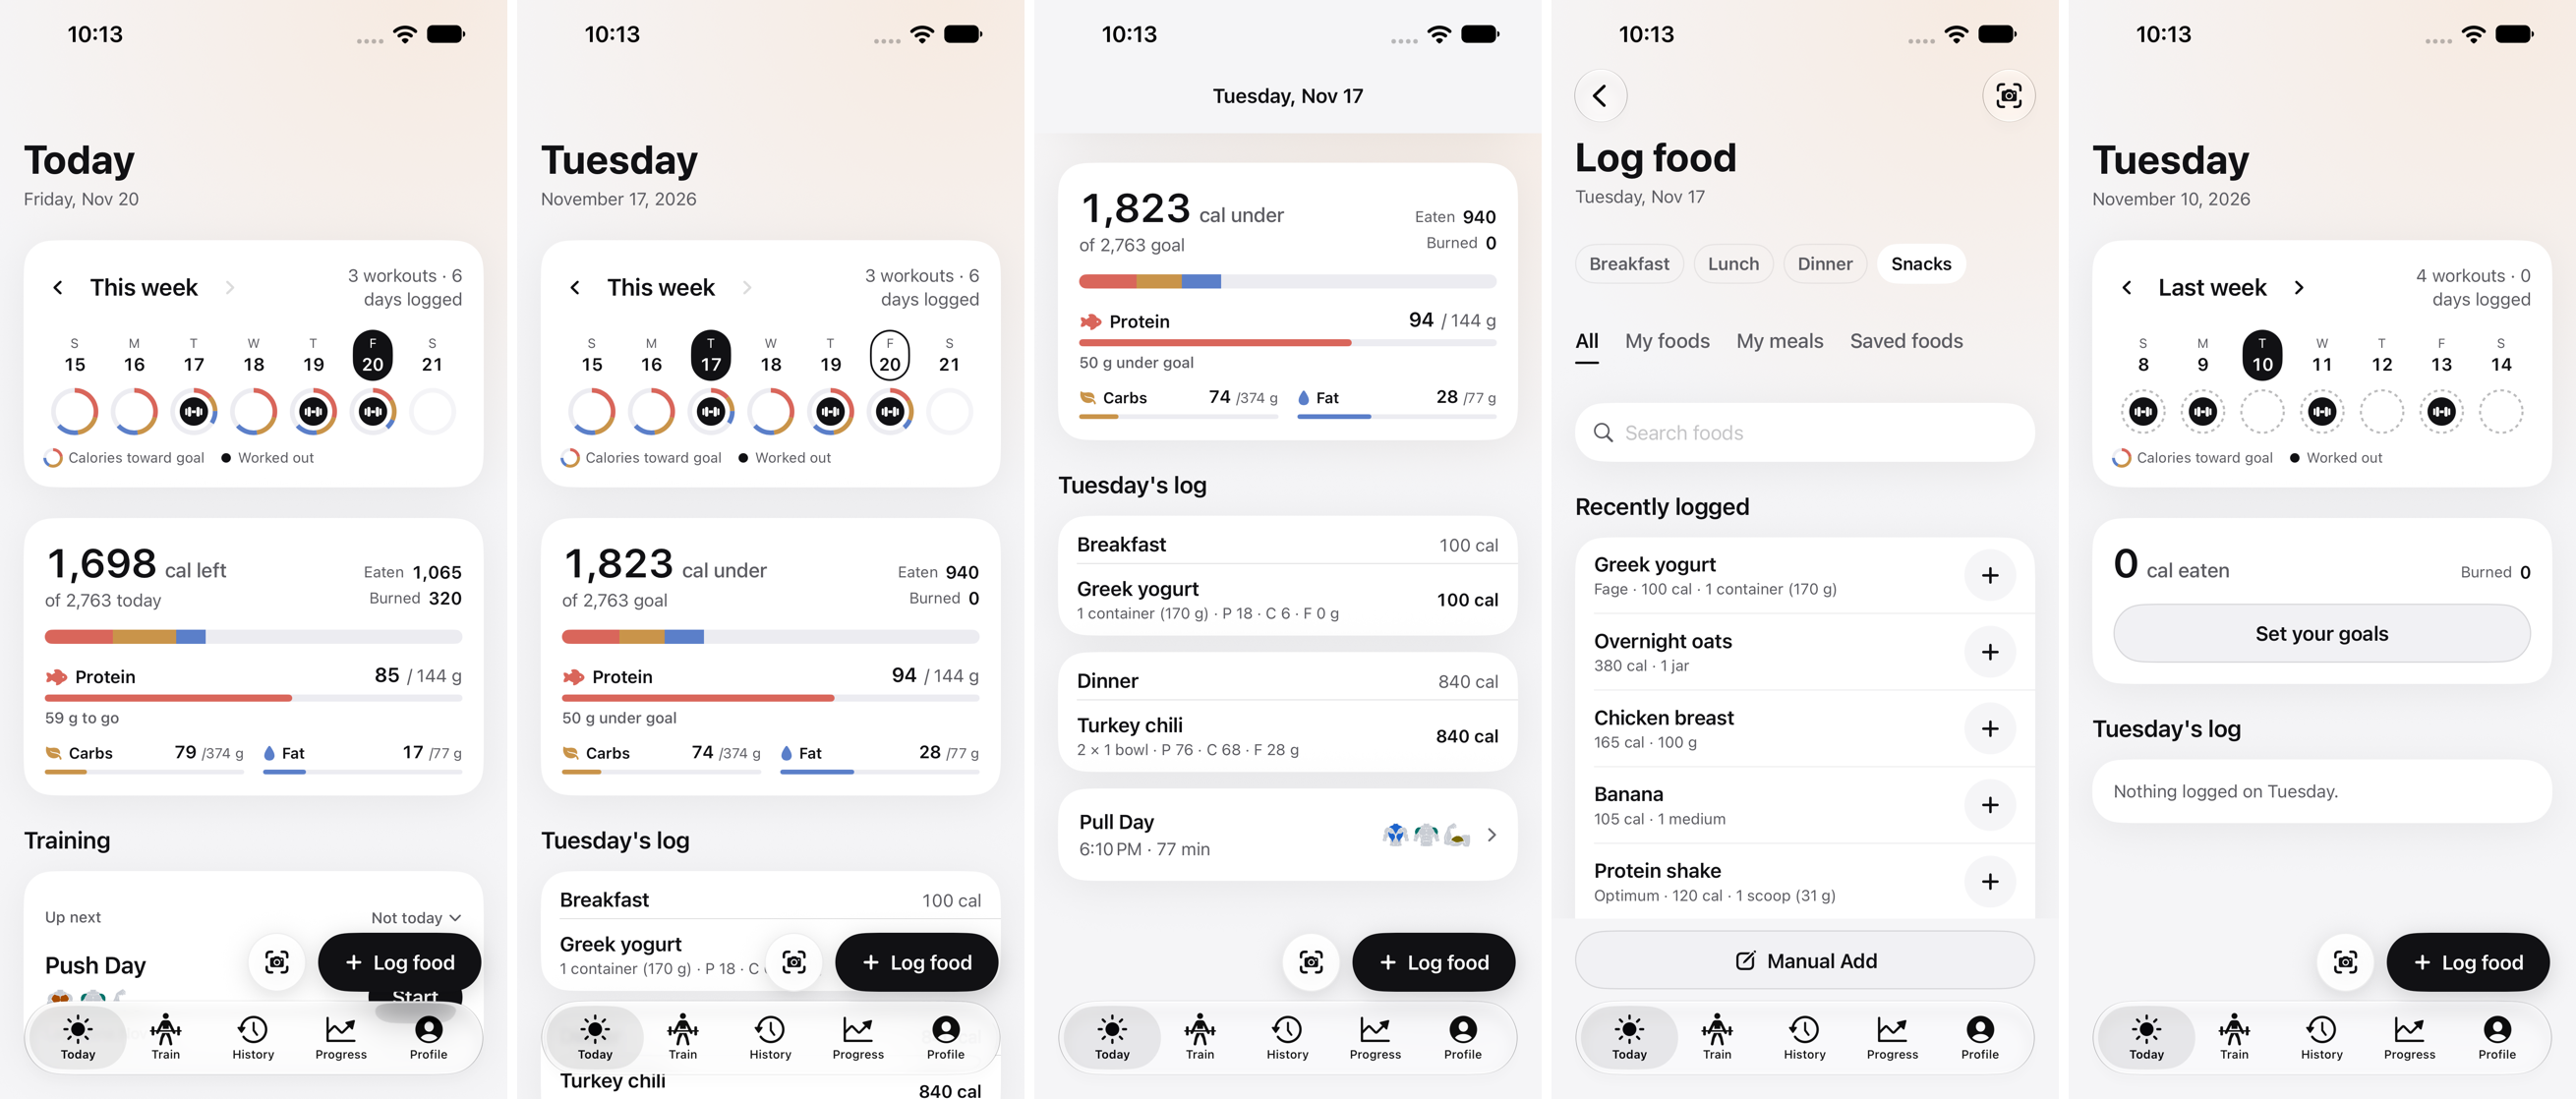 10:13
Today
Friday, Nov 20
This week
3 workouts · 6
days logged
S M T W T F S
15 16 17 18 19 20 21
Calories toward goal
Worked out
1,698 cal left
of 2,763 today
Eaten 1,065
Burned 320
Protein 85 / 144 g
59 g to go
Carbs 79 /374 g
Fat 17 /77 g
Training
Up next
Not today
Push Day
Log food
Start
Today
Train
History
Progress
Profile
10:13
Tuesday
November 17, 2026
This week
3 workouts · 6
days logged
S M T W T F S
15 16 17 18 19 20 21
Calories toward goal
Worked out
1,823 cal under
of 2,763 goal
Eaten 940
Burned 0
Protein 94 / 144 g
50 g under goal
Carbs 74 /374 g
Fat 28 /77 g
Tuesday's log
Breakfast 100 cal
Greek yogurt
1 container (170 g) · P 18 · C
Log food
Today
Train
History
Progress
Profile
Turkey chili
840 cal
10:13
Tuesday, Nov 17
1,823 cal under
of 2,763 goal
Eaten 940
Burned 0
Protein 94 / 144 g
50 g under goal
Carbs 74 /374 g
Fat 28 /77 g
Tuesday's log
Breakfast 100 cal
Greek yogurt 100 cal
1 container (170 g) · P 18 · C 6 · F 0 g
Dinner 840 cal
Turkey chili 840 cal
2 × 1 bowl · P 76 · C 68 · F 28 g
Pull Day
6:10 PM · 77 min
Log food
Today
Train
History
Progress
Profile
10:13
Log food
Tuesday, Nov 17
Breakfast
Lunch
Dinner
Snacks
All
My foods
My meals
Saved foods
Search foods
Recently logged
Greek yogurt
Fage · 100 cal · 1 container (170 g)
Overnight oats
380 cal · 1 jar
Chicken breast
165 cal · 100 g
Banana
105 cal · 1 medium
Protein shake
Optimum · 120 cal · 1 scoop (31 g)
Manual Add
Today
Train
History
Progress
Profile
10:13
Tuesday
November 10, 2026
Last week
4 workouts · 0
days logged
S M T W T F S
8 9 10 11 12 13 14
Calories toward goal
Worked out
0 cal eaten
Burned 0
Set your goals
Tuesday's log
Nothing logged on Tuesday.
Log food
Today
Train
History
Progress
Profile